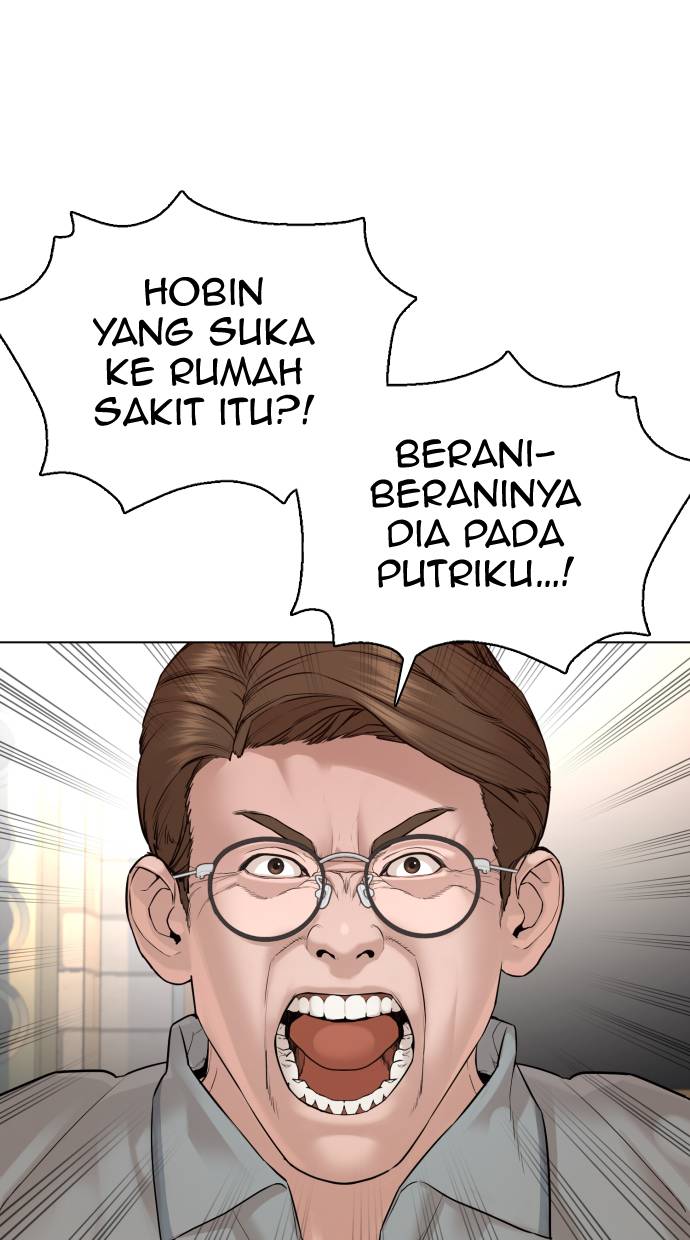 HOBIN
YANG SUKA
KE RUMAH
SAKIT ITU?!
BERANI-
BERANINYA
DIA PADA
PUTRIKU...!